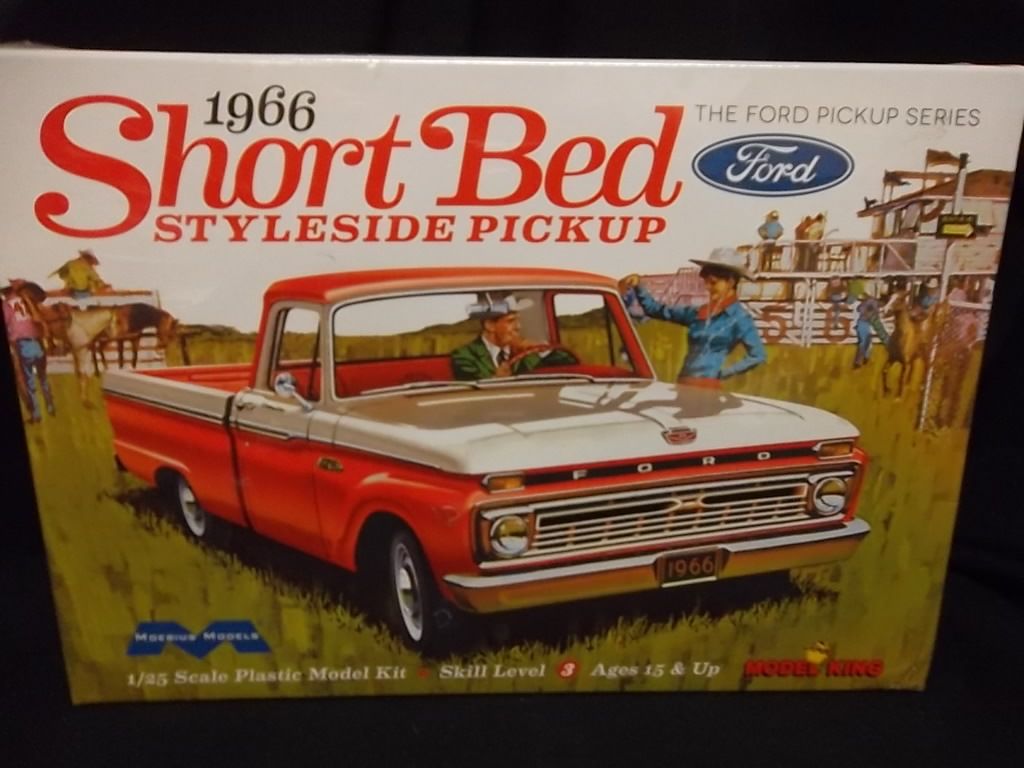 1966
Short Bed
STYLESIDE PICKUP
THE FORD PICKUP SERIES
Ford
FORD
1966
MOEBIUS MODELS
1/25 Scale Plastic Model Kit • Skill Level 3 Ages 15 & Up
MODEL KING